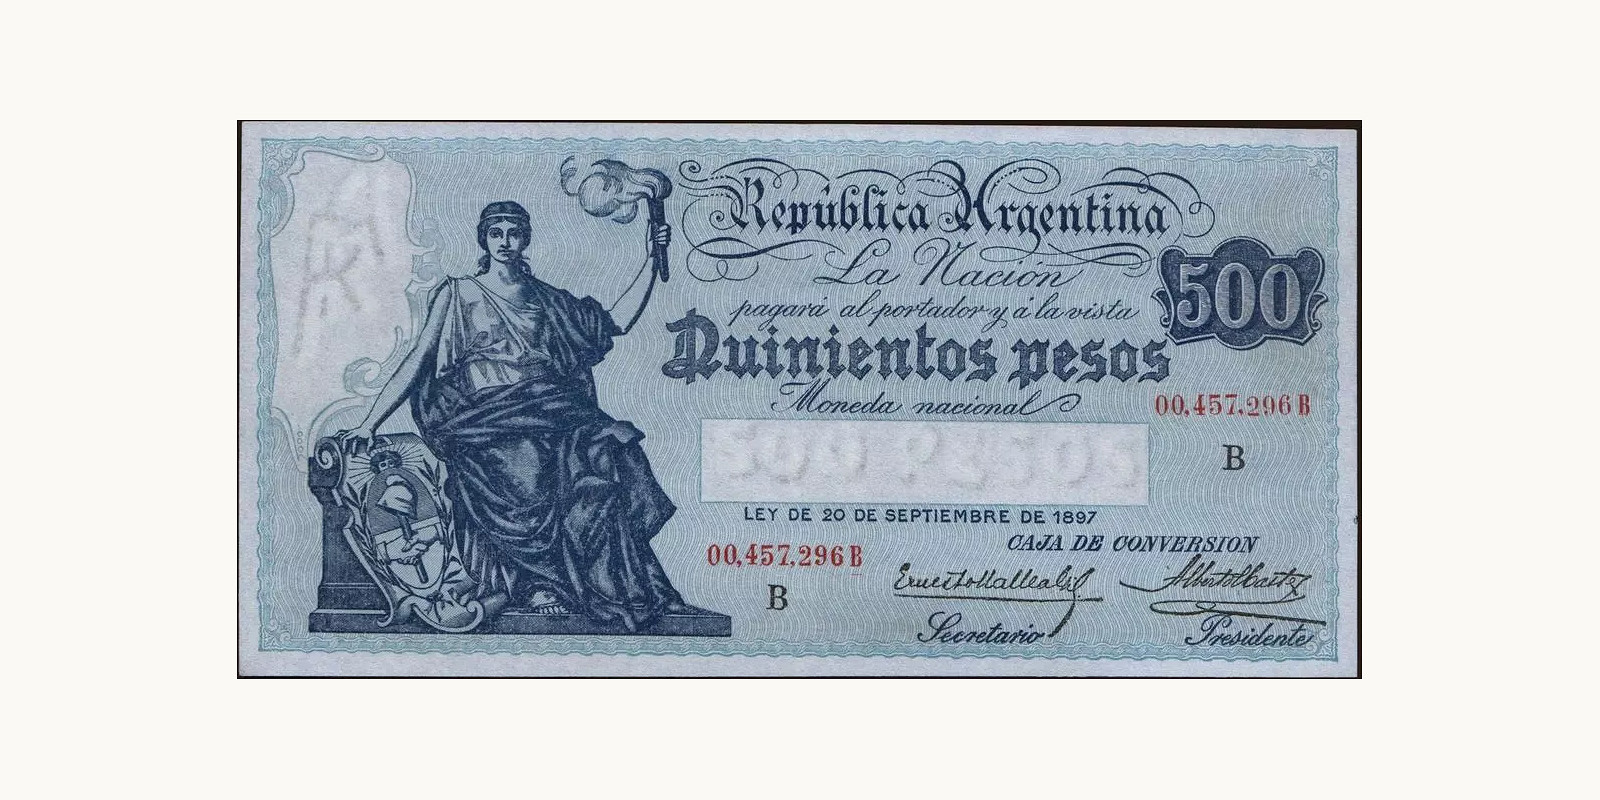 República Argentina
La Nación
500
pagará al portador y á la vista
Quinientos pesos
Moneda nacional
00,457,296 B
B
LEY DE 20 DE SEPTIEMBRE DE 1897
CAJA DE CONVERSION
00,457,296 B
B
Secretario
Presidente